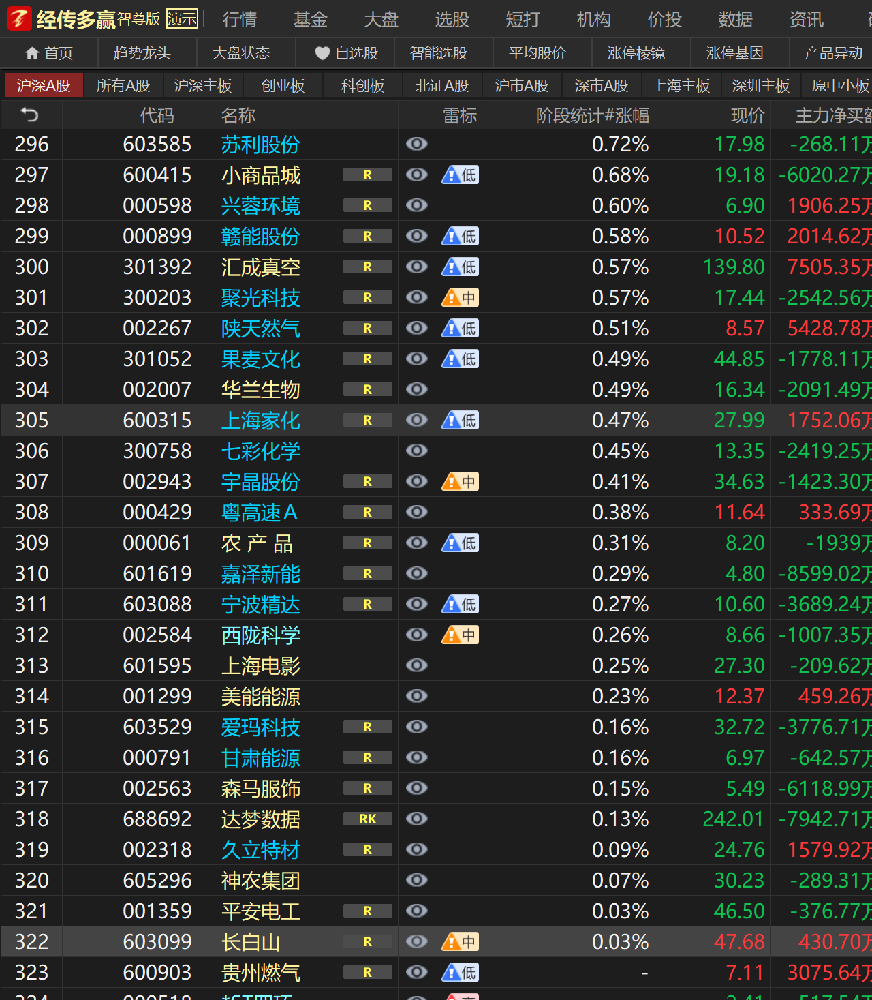 经传多赢 智尊版 演示 行情 基金 大盘 选股 短打 机构 价投 数据 资讯
首页 趋势龙头 大盘状态 自选股 智能选股 平均股价 涨停棱镜 涨停基因 产品异动
沪深A股 所有A股 沪深主板 创业板 科创板 北证A股 沪市A股 深市A股 上海主板 深圳主板 原中小板
代码 名称 雷标 阶段统计#涨幅 现价 主力净买额
296 603585 苏利股份 0.72% 17.98 -268.11万
297 600415 小商品城 R 低 0.68% 19.18 -6020.27万
298 000598 兴蓉环境 R 0.60% 6.90 1906.25万
299 000899 赣能股份 R 低 0.58% 10.52 2014.62万
300 301392 汇成真空 R 低 0.57% 139.80 7505.35万
301 300203 聚光科技 R 中 0.57% 17.44 -2542.56万
302 002267 陕天然气 R 低 0.51% 8.57 5428.78万
303 301052 果麦文化 R 低 0.49% 44.85 -1778.11万
304 002007 华兰生物 R 0.49% 16.34 -2091.49万
305 600315 上海家化 R 低 0.47% 27.99 1752.06万
306 300758 七彩化学 0.45% 13.35 -2419.25万
307 002943 宇晶股份 R 中 0.41% 34.63 -1423.30万
308 000429 粤高速A R 0.38% 11.64 333.69万
309 000061 农 产 品 R 低 0.31% 8.20 -1939万
310 601619 嘉泽新能 R 0.29% 4.80 -8599.02万
311 603088 宁波精达 R 低 0.27% 10.60 -3689.24万
312 002584 西陇科学 中 0.26% 8.66 -1007.35万
313 601595 上海电影 0.25% 27.30 -209.62万
314 001299 美能能源 0.23% 12.37 459.26万
315 603529 爱玛科技 R 0.16% 32.72 -3776.71万
316 000791 甘肃能源 R 0.16% 6.97 -642.57万
317 002563 森马服饰 R 0.15% 5.49 -6118.99万
318 688692 达梦数据 RK 0.13% 242.01 -7942.71万
319 002318 久立特材 R 0.09% 24.76 1579.92万
320 605296 神农集团 0.07% 30.23 -289.31万
321 001359 平安电工 R 0.03% 46.50 -376.77万
322 603099 长白山 R 中 0.03% 47.68 430.70万
323 600903 贵州燃气 R 低 - 7.11 3075.64万